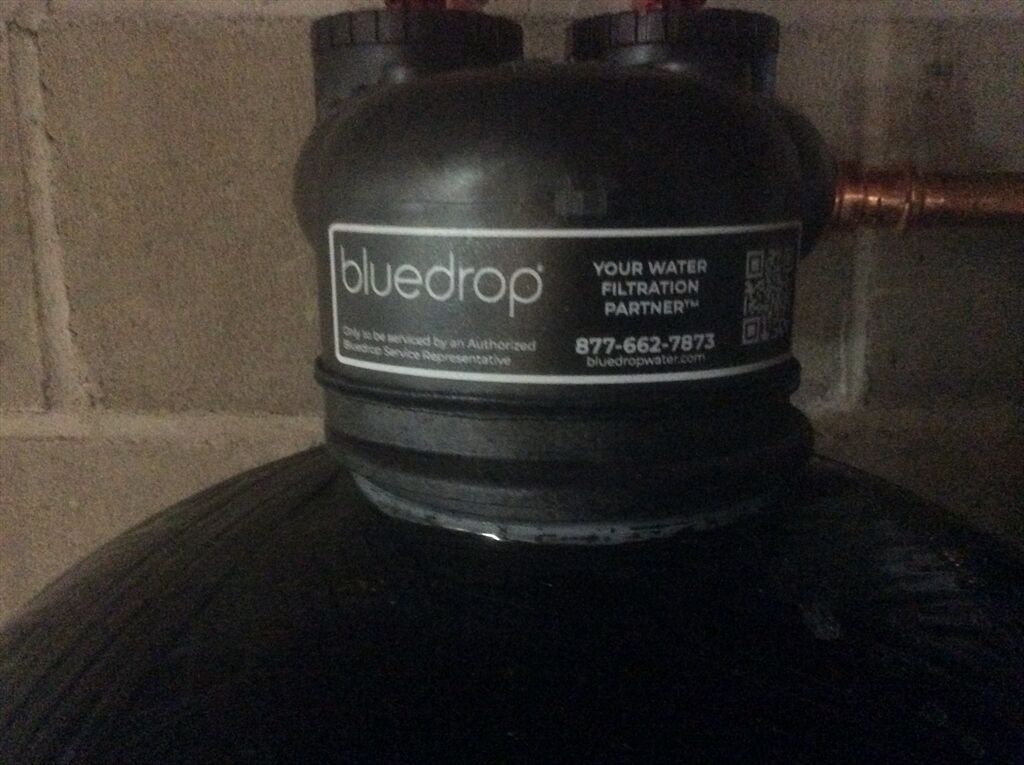 bluedrop®
Only to be serviced by an Authorized
Bluedrop Service Representative
YOUR WATER
FILTRATION
PARTNER™
877-662-7873
bluedropwater.com